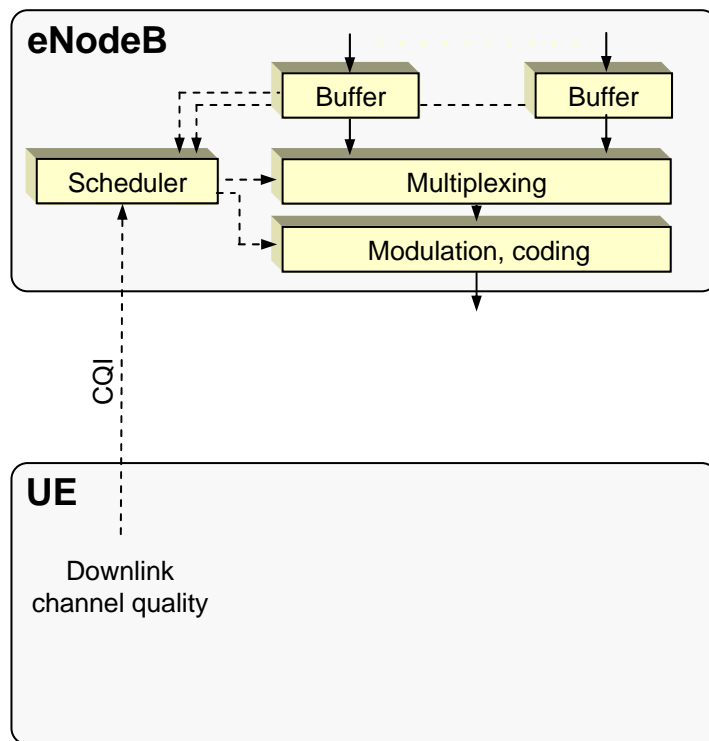 eNodeB
Buffer
Buffer
Scheduler
Multiplexing
Modulation, coding
CQI
UE
Downlink
channel quality